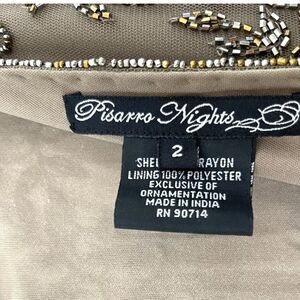 Pisarro Nights
2
SHEL RAYON
LINING 100% POLYESTER
EXCLUSIVE OF
ORNAMENTATION
MADE IN INDIA
RN 90714